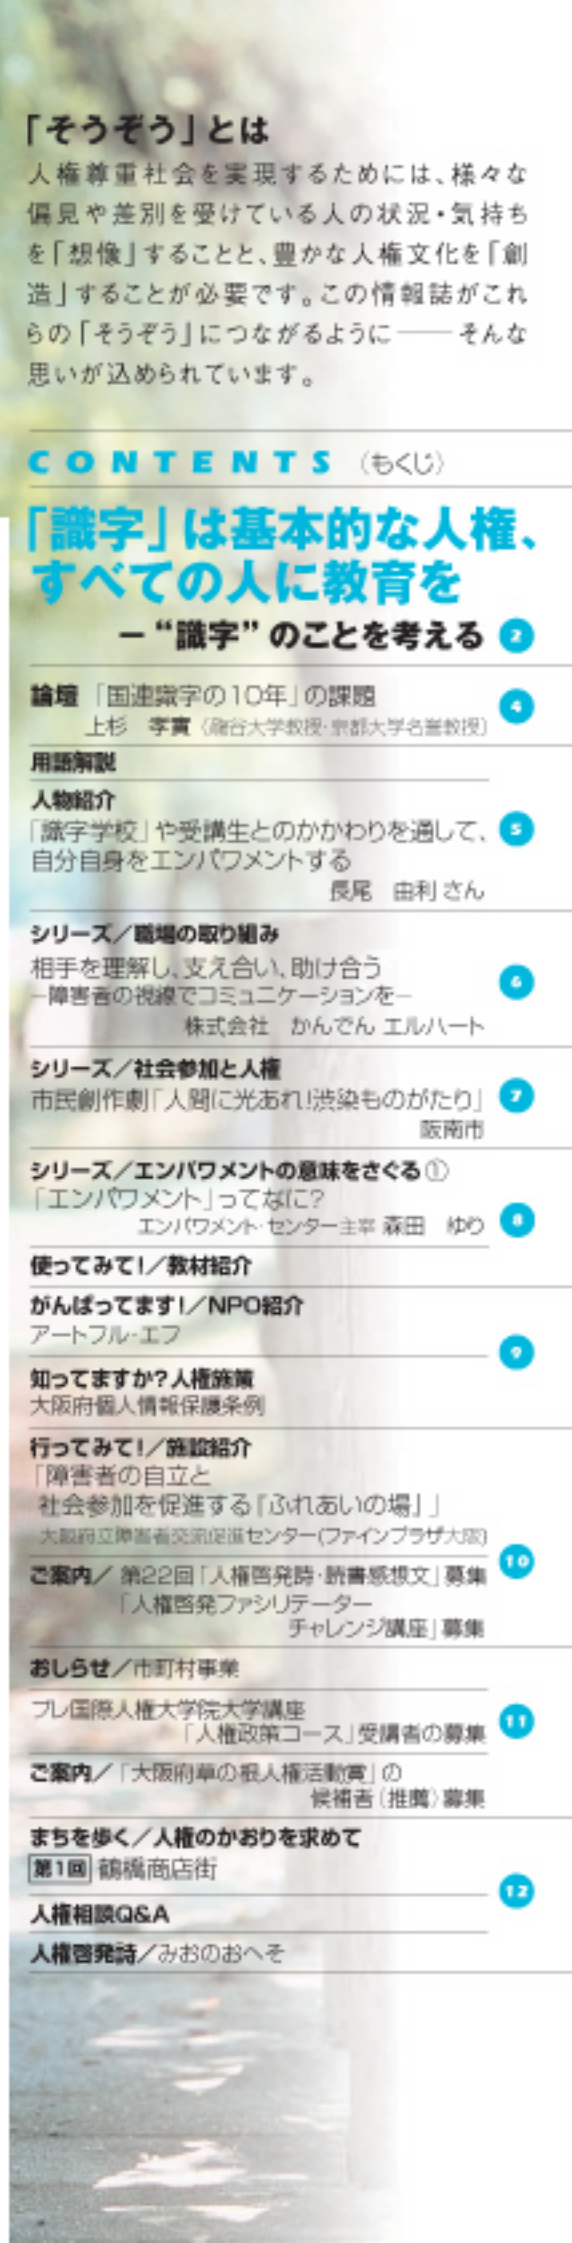 「そうぞう」とは
人権尊重社会を実現するためには、様々な
偏見や差別を受けている人の状況・気持ち
を「想像」することと、豊かな人権文化を「創
造」することが必要です。この情報誌がこれ
らの「そうぞう」につながるように――そんな
思いが込められています。
CONTENTS（もくじ）
「識字」は基本的な人権、
すべての人に教育を
－“識字”のことを考える 2
論壇 「国連識字の10年」の課題 4
上杉　孝實（龍谷大学教授・京都大学名誉教授）
用語解説
人物紹介
「識字学校」や受講生とのかかわりを通して、 5
自分自身をエンパワメントする
長尾　由利さん
シリーズ／職場の取り組み
相手を理解し、支え合い、助け合う 6
－障害者の視線でコミュニケーションを－
株式会社　かんでんエルハート
シリーズ／社会参加と人権
市民創作劇「人間に光あれ！渋染ものがたり」 7
阪南市
シリーズ／エンパワメントの意味をさぐる①
「エンパワメント」ってなに？
エンパワメント・センター主宰 森田　ゆり 8
使ってみて！／教材紹介
がんばってます！／NPO紹介
アートフル・エフ 9
知ってますか？人権施策
大阪府個人情報保護条例
行ってみて！／施設紹介
「障害者の自立と
社会参加を促進する『ふれあいの場』」
大阪府立障害者交流促進センター(ファインプラザ大阪)
ご案内／ 第22回「人権啓発詩・読書感想文」募集 10
「人権啓発ファシリテーター
チャレンジ講座」募集
おしらせ／市町村事業
プレ国際人権大学院大学講座
「人権政策コース」受講者の募集 11
ご案内／「大阪府草の根人権活動賞」の
候補者（推薦）募集
まちを歩く／人権のかおりを求めて
第1回 鶴橋商店街 12
人権相談Q&A
人権啓発詩／みおのおへそ